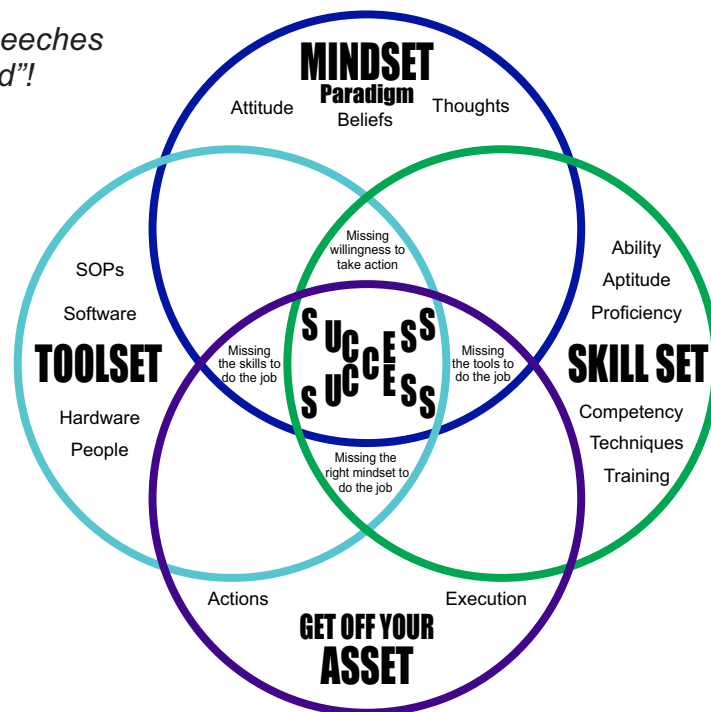 eeches
d"!
MINDSET
Paradigm
Attitude
Beliefs
Thoughts
Missing
willingness to
take action
SOPs
Software
TOOLSET
Hardware
People
Ability
Aptitude
Proficiency
SKILL SET
Competency
Techniques
Training
Missing
the skills to
do the job
SUCCESS
SUCCESS
Missing
the tools to
do the job
Missing the
right mindset to
do the job
Actions
Execution
GET OFF YOUR
ASSET